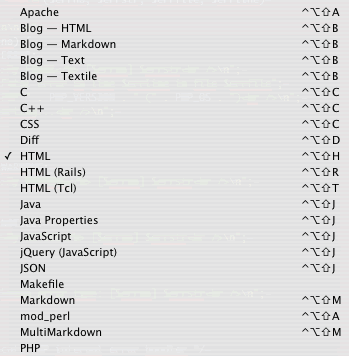 Apache ^⌥⇧A
Blog — HTML ^⌥⇧B
Blog — Markdown ^⌥⇧B
Blog — Text ^⌥⇧B
Blog — Textile ^⌥⇧B
C ^⌥⇧C
C++ ^⌥⇧C
CSS ^⌥⇧C
Diff ^⌥⇧D
✓ HTML ^⌥⇧H
HTML (Rails) ^⌥⇧R
HTML (Tcl) ^⌥⇧T
Java ^⌥⇧J
Java Properties ^⌥⇧J
JavaScript ^⌥⇧J
jQuery (JavaScript) ^⌥⇧J
JSON ^⌥⇧J
Makefile
Markdown ^⌥⇧M
mod_perl ^⌥⇧A
MultiMarkdown ^⌥⇧M
PHP